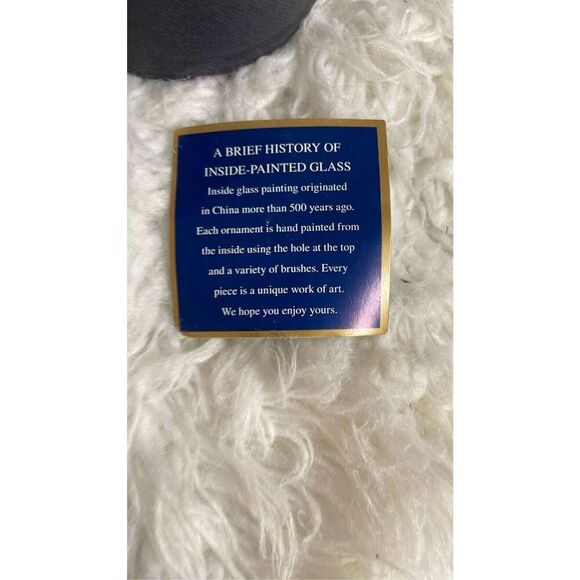 A BRIEF HISTORY OF
INSIDE-PAINTED GLASS
Inside glass painting originated
in China more than 500 years ago.
Each ornament is hand painted from
the inside using the hole at the top
and a variety of brushes. Every
piece is a unique work of art.
We hope you enjoy yours.